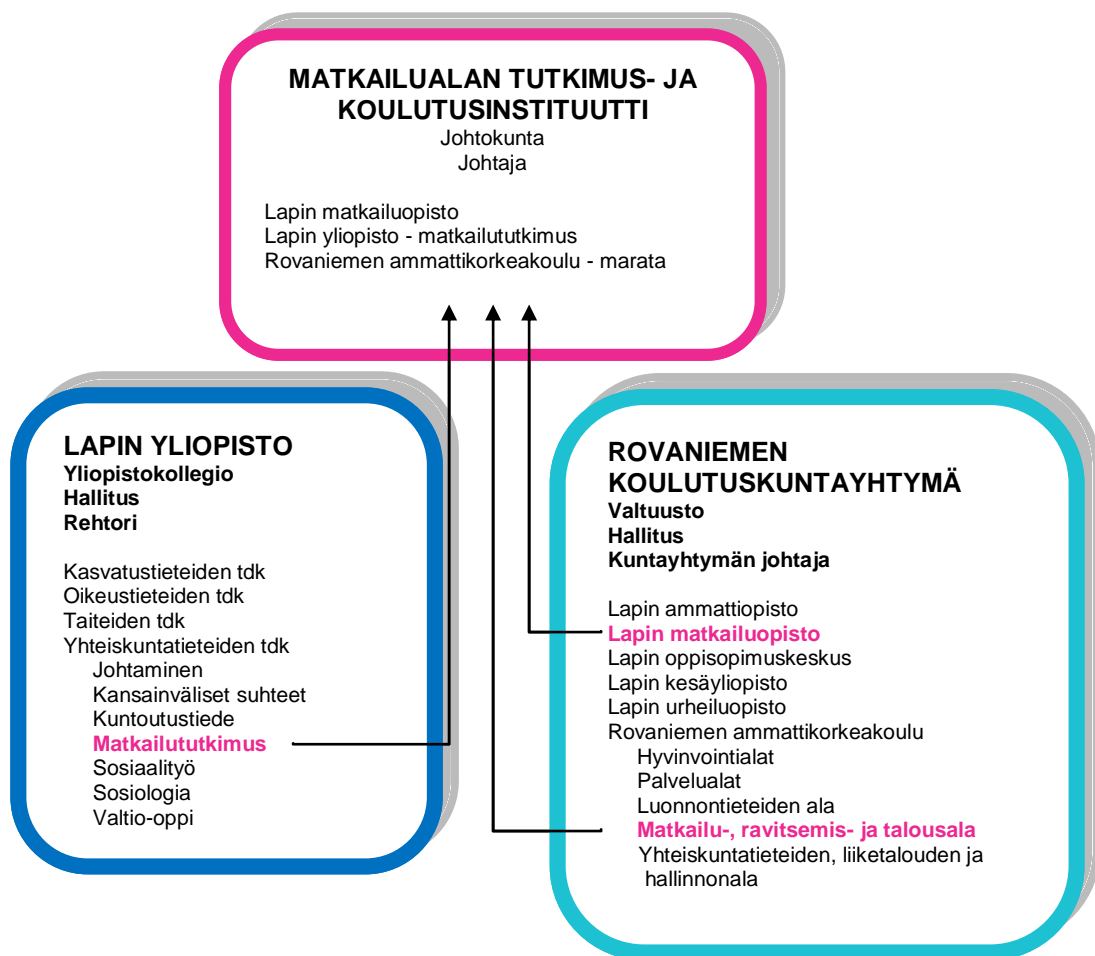 MATKAILUALAN TUTKIMUS- JA
KOULUTUSINSTITUUTTI
Johtokunta
Johtaja
Lapin matkailuopisto
Lapin yliopisto - matkailututkimus
Rovaniemen ammattikorkeakoulu - marata
LAPIN YLIOPISTO
Yliopistokollegio
Hallitus
Rehtori
Kasvatustieteiden tdk
Oikeustieteiden tdk
Taiteiden tdk
Yhteiskuntatieteiden tdk
Johtaminen
Kansainväliset suhteet
Kuntoutustiede
Matkailututkimus
Sosiaalityö
Sosiologia
Valtio-oppi
ROVANIEMEN
KOULUTUSKUNTAYHTYMÄ
Valtuusto
Hallitus
Kuntayhtymän johtaja
Lapin ammattiopisto
Lapin matkailuopisto
Lapin oppisopimuskeskus
Lapin kesäyliopisto
Lapin urheiluopisto
Rovaniemen ammattikorkeakoulu
Hyvinvointialat
Palvelualat
Luonnontieteiden ala
Matkailu-, ravitsemis- ja talousala
Yhteiskuntatieteiden, liiketalouden ja
hallinnonala